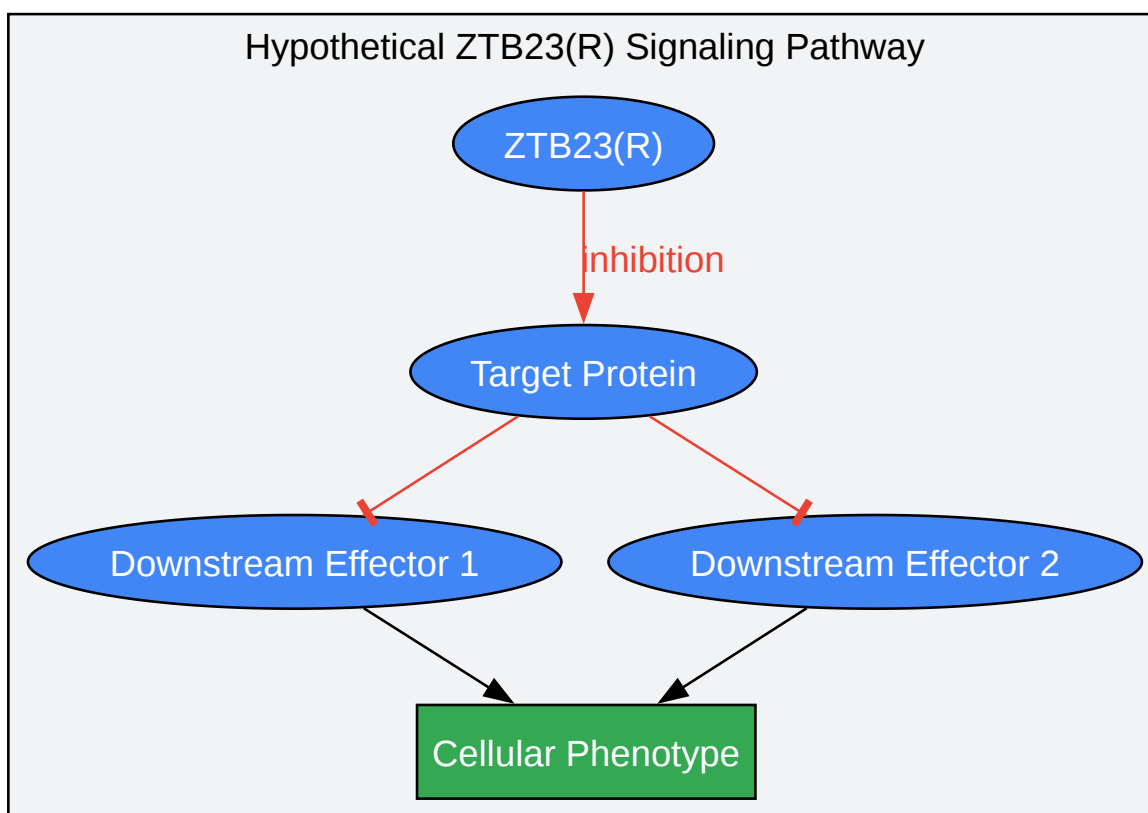 Hypothetical ZTB23(R) Signaling Pathway
ZTB23(R)
inhibition
Target Protein
Downstream Effector 1
Downstream Effector 2
Cellular Phenotype